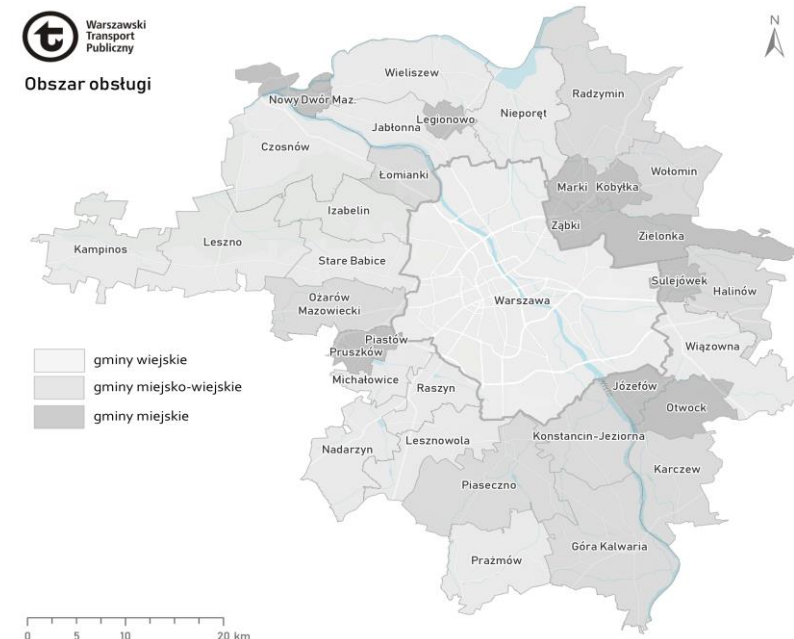 Warszawski
Transport
Publiczny
Obszar obsługi
N
Wieliszew
Radzymin
Nowy Dwór Maz.
Nieporęt
Legionowo
Jabłonna
Czosnów
Wołomin
Łomianki
Marki
Kobyłka
Izabelin
Ząbki
Zielonka
Kampinos
Leszno
Stare Babice
Sulejówek
Halinów
Ożarów
Mazowiecki
Warszawa
Piastów
Wiązowna
Pruszków
gminy wiejskie
Michałowice
Raszyn
Józefów
gminy miejsko-wiejskie
Otwock
gminy miejskie
Lesznowola
Konstancin-Jeziorna
Nadarzyn
Karczew
Piaseczno
Góra Kalwaria
Prażmów
0 5 10 20 km